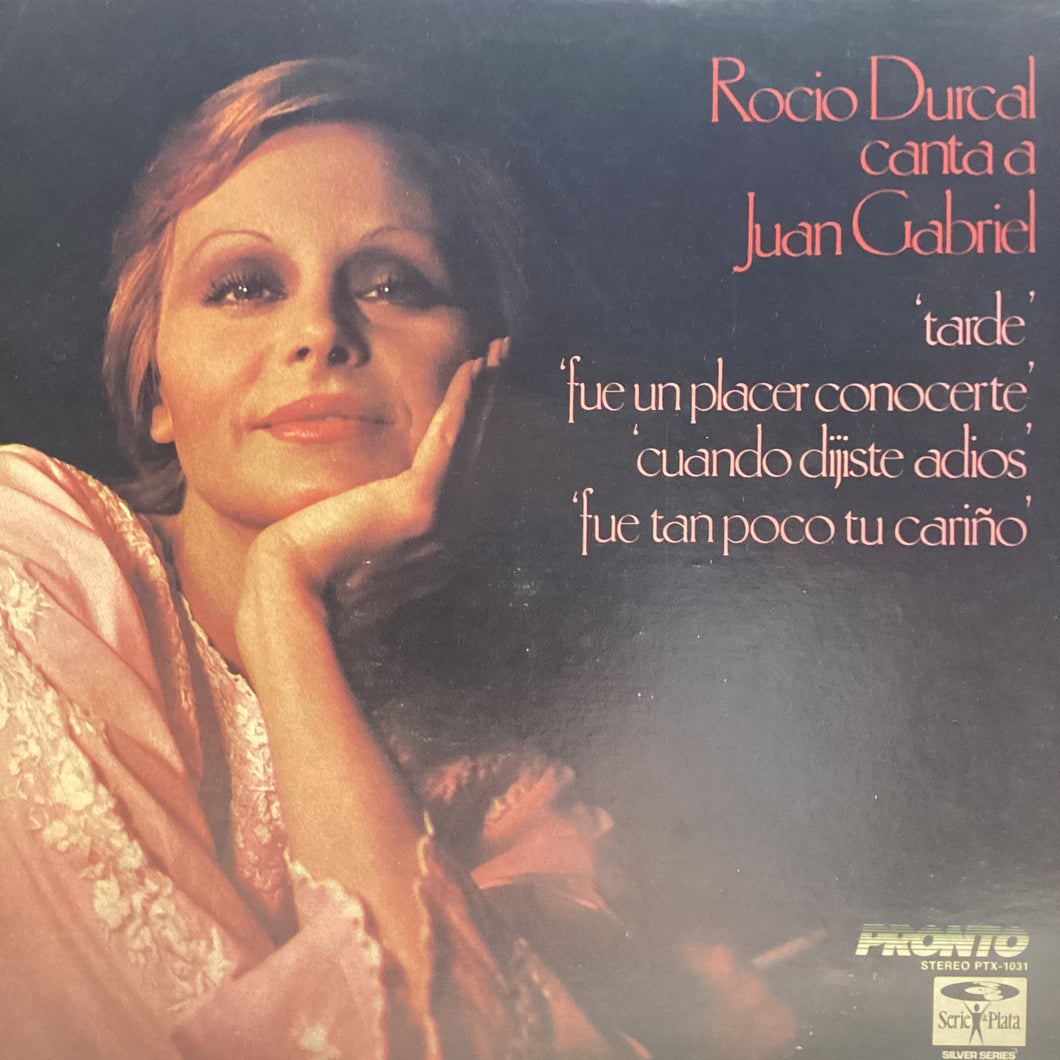 Rocio Durcal
canta a
Juan Gabriel
'tarde'
'fue un placer conocerte'
'cuando dijiste adios'
'fue tan poco tu cariño'
PRONTO
STEREO PTX-1031
Serie de Plata
SILVER SERIES